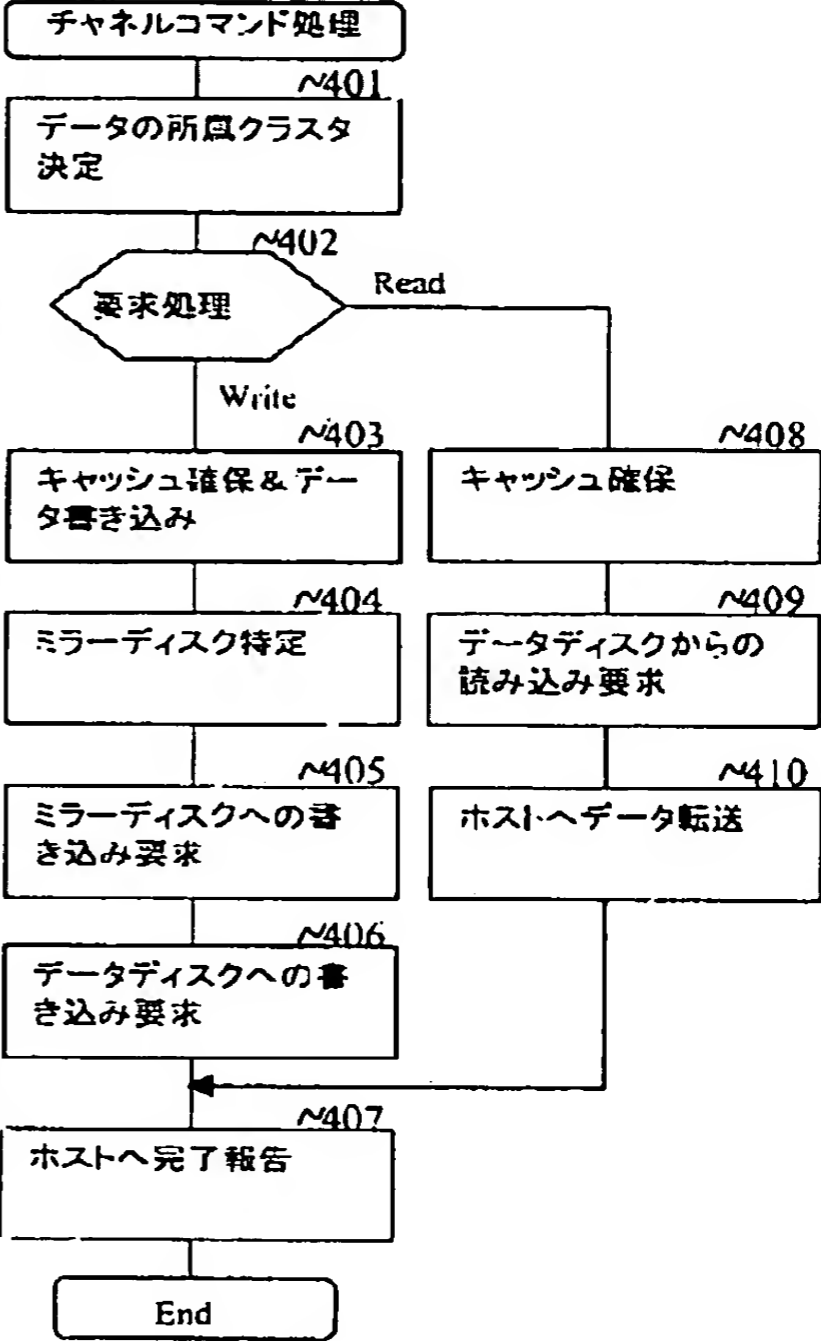 チャネルコマンド処理
~401
データの所属クラスタ
決定
~402
要求処理
Read
Write
~403
キャッシュ確保&デー
タ書き込み
~404
ミラーディスク特定
~405
ミラーディスクへの書
き込み要求
~406
データディスクへの書
き込み要求
~408
キャッシュ確保
~409
データディスクからの
読み込み要求
~410
ホストへデータ転送
~407
ホストへ完了報告
End